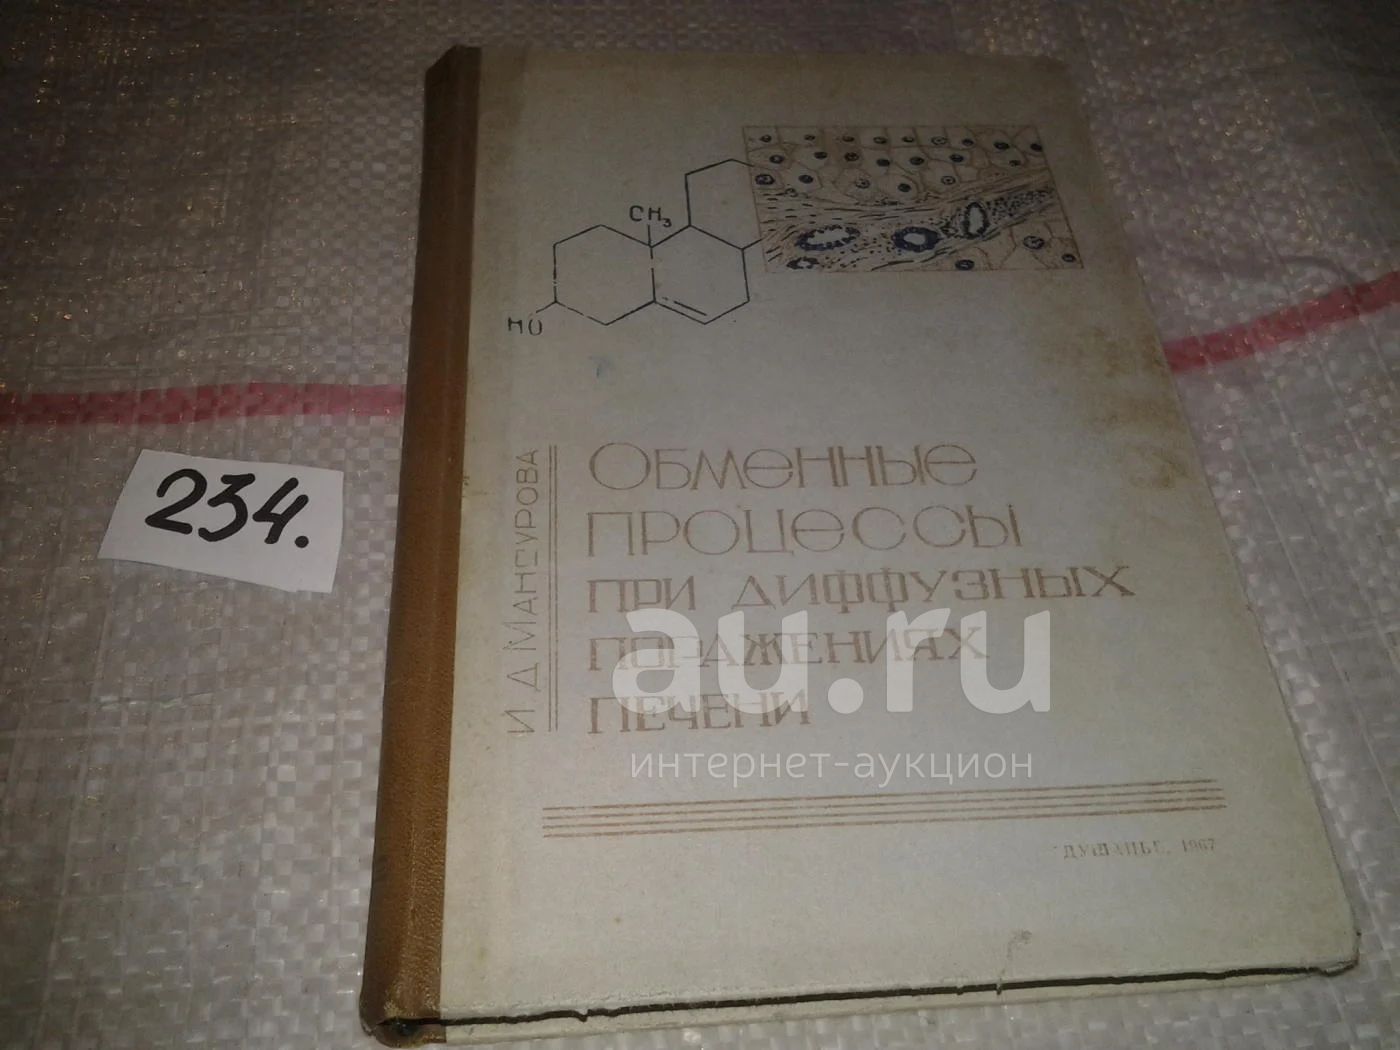 CH₃
HO
234.
И. Д. МАНСУРОВА
ОБМЕННЫЕ
ПРОЦЕССЫ
ПРИ ДИФФУЗНЫХ
ПОРАЖЕНИЯХ
ПЕЧЕНИ
au.ru
интернет-аукцион
ДУШАНБЕ, 1967